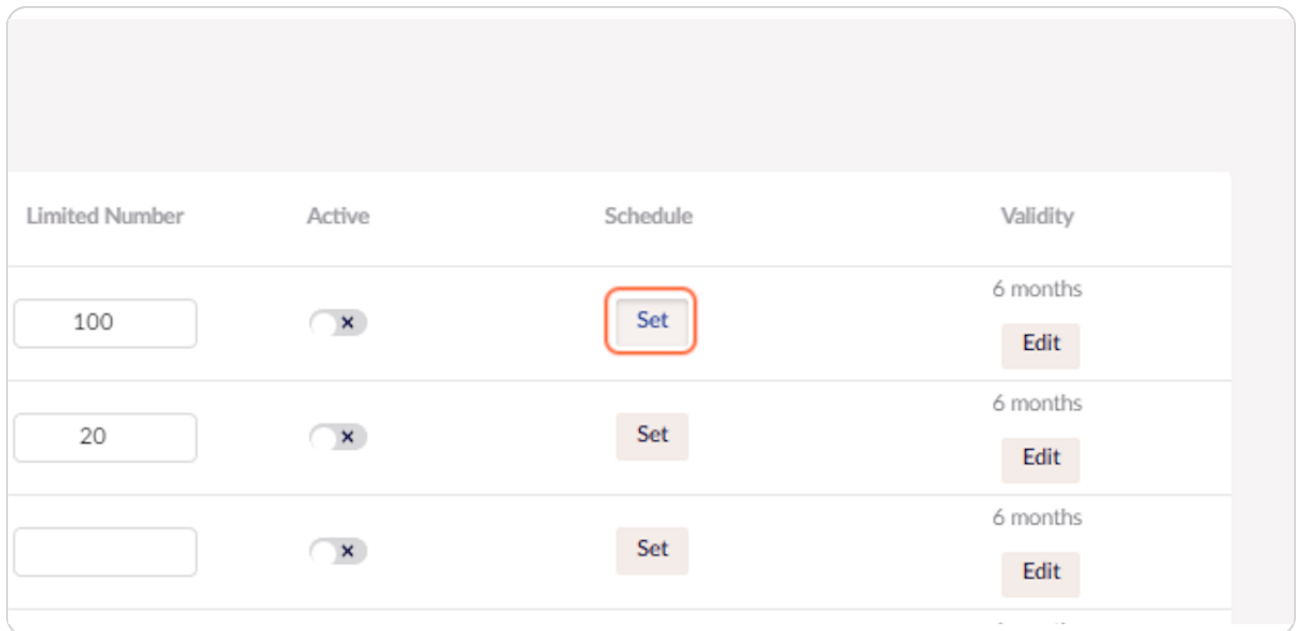 Limited Number Active Schedule Validity
6 months
100 Set
Edit
6 months
20 Set
Edit
6 months
Set
Edit